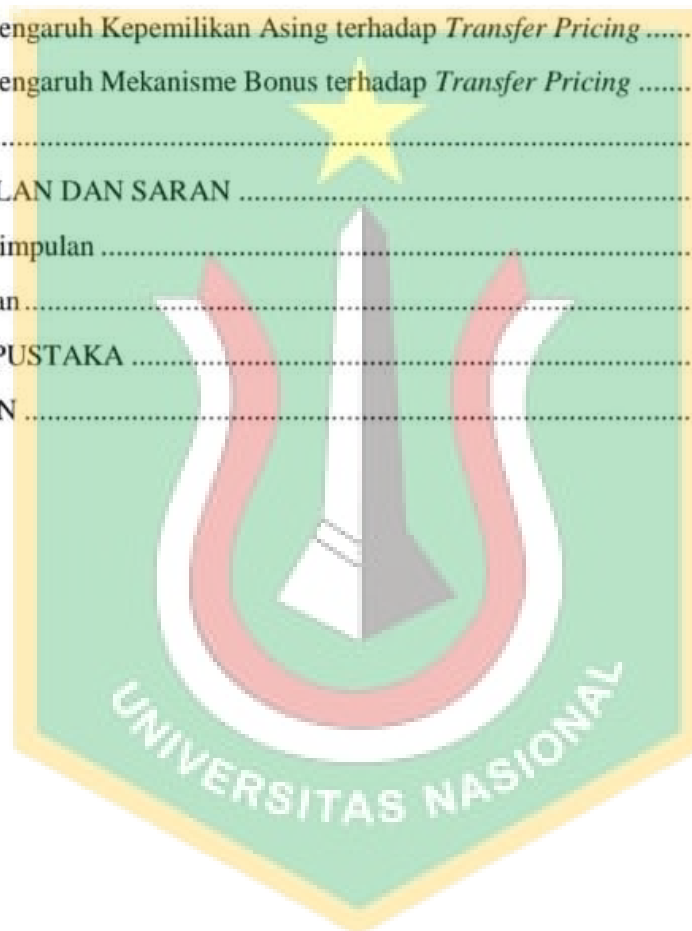 engaruh Kepemilikan Asing terhadap Transfer Pricing ......
engaruh Mekanisme Bonus terhadap Transfer Pricing .......
................................................................................
LAN DAN SARAN ..................................................
impulan ......................................................................
an ................................................................................
PUSTAKA ..................................................................
N ................................................................................
UNIVERSITAS NASIONAL